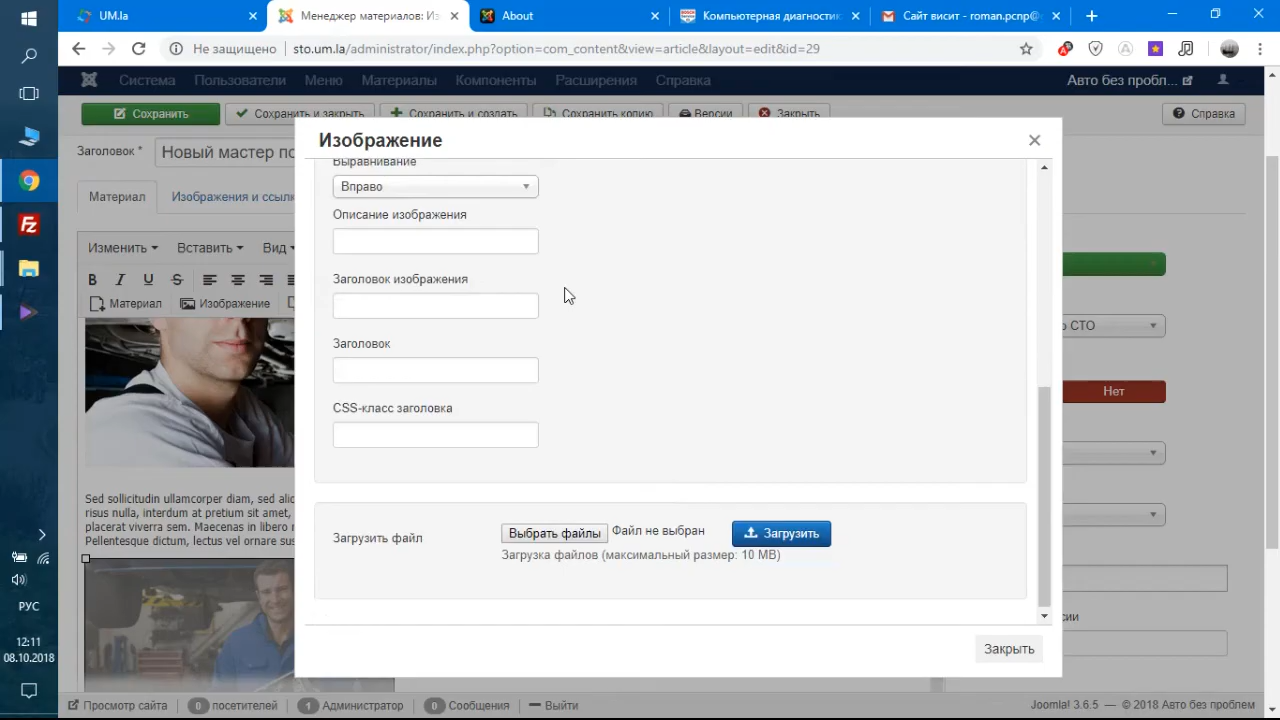 UM.la
Менеджер материалов: Из
About
Компьютерная диагности
Сайт висит - roman.pcnp@
Не защищено
sto.um.la/administrator/index.php?option=com_content&view=article&layout=edit&id=29
Система Пользователи Меню Материалы Компоненты Расширения Справка
Авто без пробл...
Сохранить Сохранить и закрыть Сохранить и создать Сохранить копию Версии Закрыть Справка
Заголовок * Новый мастер по
Материал Изображения и ссылк
Изменить Вставить Вид
Материал Изображение
Sed sollicitudin ullamcorper diam, sed alic
risus nulla, interdum at pretium sit amet,
placerat viverra sem. Maecenas in libero r
Pellentesque dictum, lectus vel ornare sus
Изображение
Выравнивание
Вправо
Описание изображения
Заголовок изображения
Заголовок
CSS-класс заголовка
Загрузить файл
Выбрать файлы Файл не выбран
Загрузить
Загрузка файлов (максимальный размер: 10 MB)
Закрыть
о СТО
Нет
сии
РУС
12:11
08.10.2018
Просмотр сайта 0 посетителей 1 Администратор 0 Сообщения Выйти
Joomla! 3.6.5 — © 2018 Авто без проблем